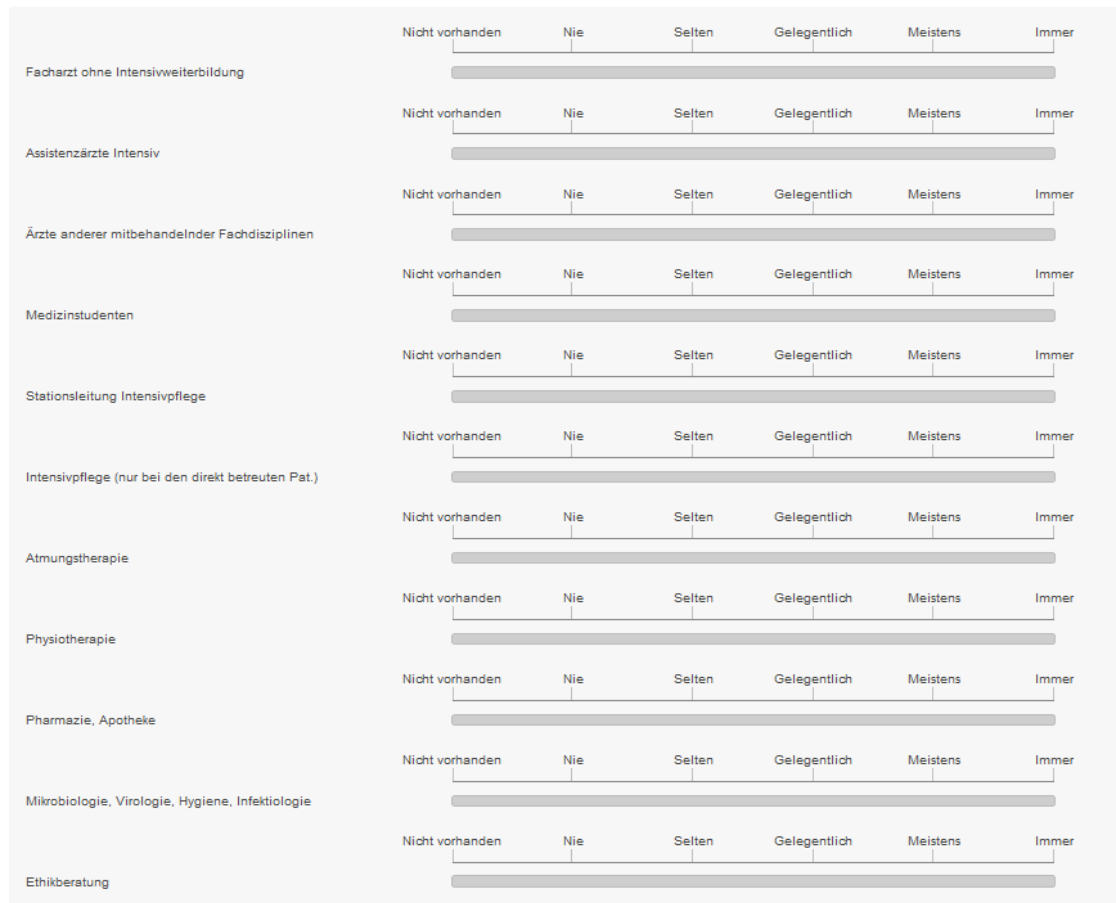 Nicht vorhanden Nie Selten Gelegentlich Meistens Immer
Facharzt ohne Intensivweiterbildung
Nicht vorhanden Nie Selten Gelegentlich Meistens Immer
Assistenzärzte Intensiv
Nicht vorhanden Nie Selten Gelegentlich Meistens Immer
Ärzte anderer mitbehandelnder Fachdisziplinen
Nicht vorhanden Nie Selten Gelegentlich Meistens Immer
Medizinstudenten
Nicht vorhanden Nie Selten Gelegentlich Meistens Immer
Stationsleitung Intensivpflege
Nicht vorhanden Nie Selten Gelegentlich Meistens Immer
Intensivpflege (nur bei den direkt betreuten Pat.)
Nicht vorhanden Nie Selten Gelegentlich Meistens Immer
Atmungstherapie
Nicht vorhanden Nie Selten Gelegentlich Meistens Immer
Physiotherapie
Nicht vorhanden Nie Selten Gelegentlich Meistens Immer
Pharmazie, Apotheke
Nicht vorhanden Nie Selten Gelegentlich Meistens Immer
Mikrobiologie, Virologie, Hygiene, Infektiologie
Nicht vorhanden Nie Selten Gelegentlich Meistens Immer
Ethikberatung